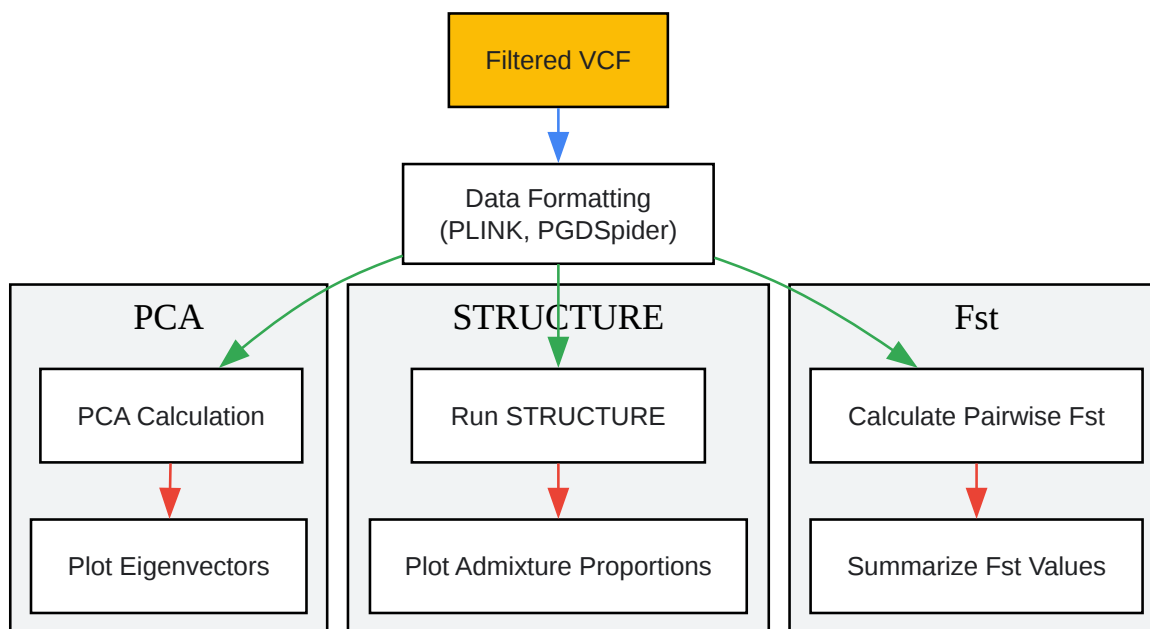 Filtered VCF
Data Formatting
(PLINK, PGDSpider)
PCA
STRUCTURE
Fst
PCA Calculation
Run STRUCTURE
Calculate Pairwise Fst
Plot Eigenvectors
Plot Admixture Proportions
Summarize Fst Values